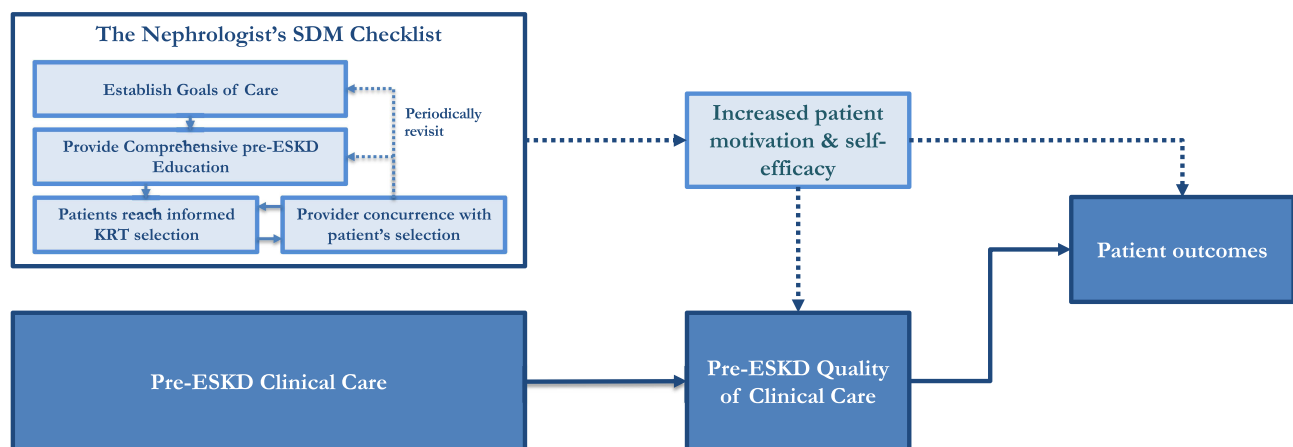 The Nephrologist's SDM Checklist
Establish Goals of Care
Periodically
revisit
Provide Comprehensive pre-ESKD
Education
Patients reach informed
KRT selection
Provider concurrence with
patient's selection
Increased patient
motivation & self-
efficacy
Patient outcomes
Pre-ESKD Clinical Care
Pre-ESKD Quality
of Clinical Care